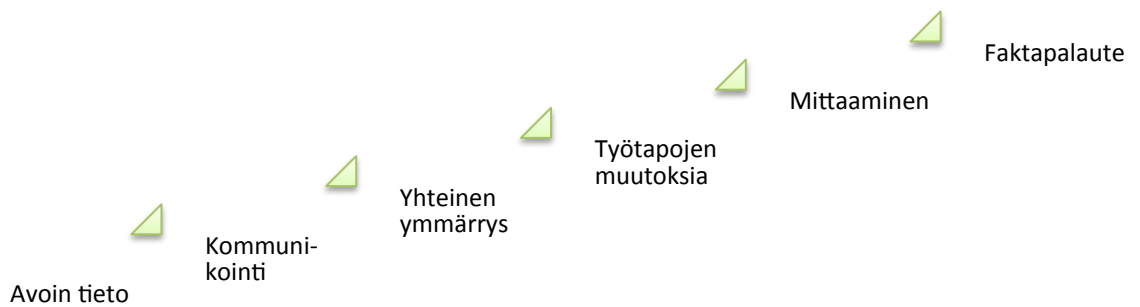 Avoin tieto
Kommuni-
kointi
Yhteinen
ymmärrys
Työtapojen
muutoksia
Mittaaminen
Faktapalaute